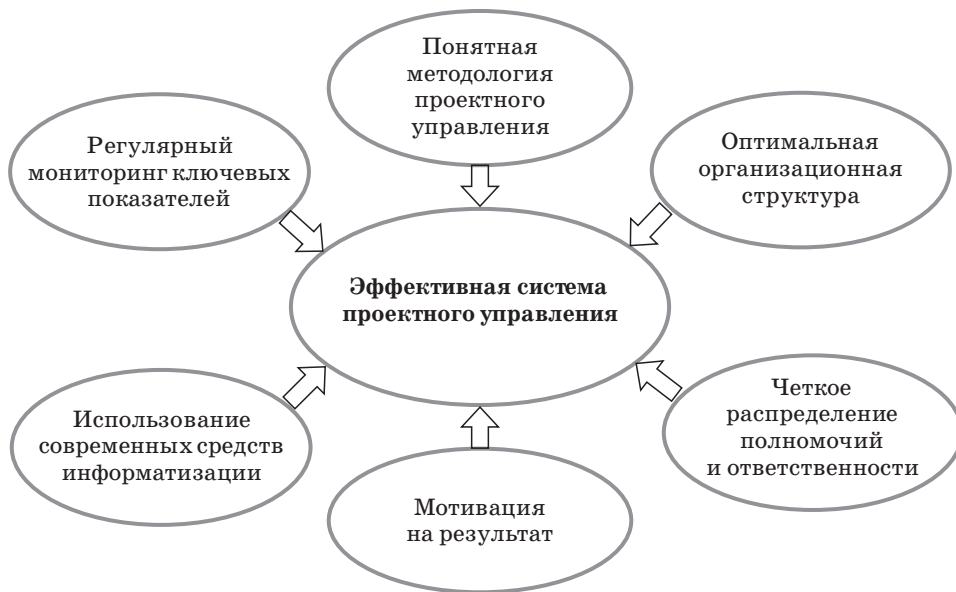 Понятная
методология
проектного
управления
Регулярный
мониторинг ключевых
показателей
Оптимальная
организационная
структура
Эффективная система
проектного управления
Использование
современных средств
информатизации
Четкое
распределение
полномочий
и ответственности
Мотивация
на результат